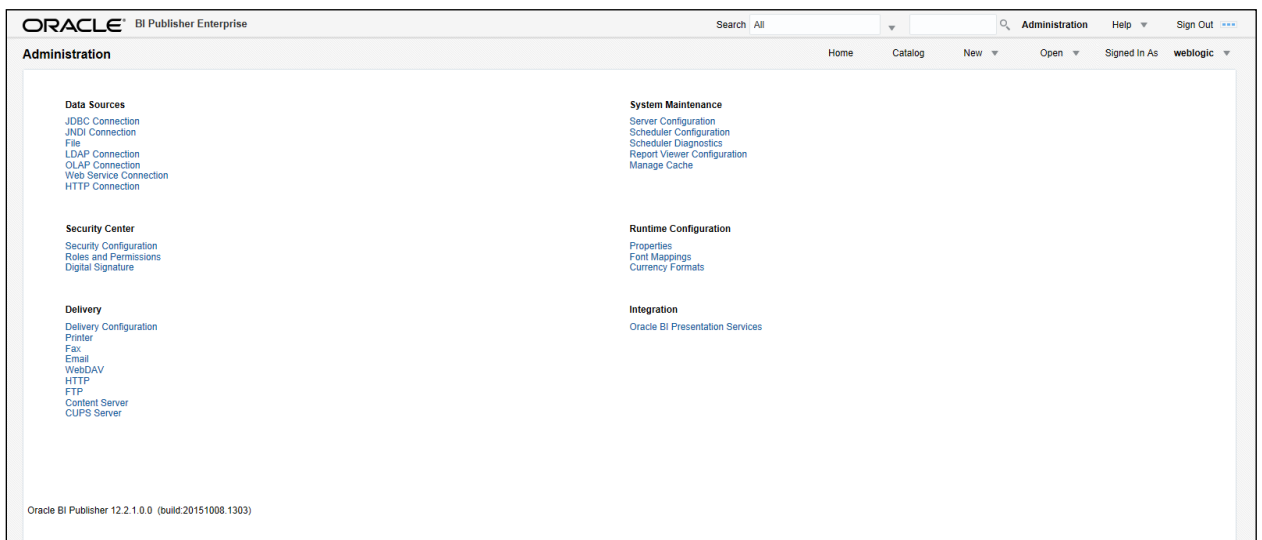 ORACLE BI Publisher Enterprise Search All Administration Help Sign Out
Administration Home Catalog New Open Signed In As weblogic
Data Sources
JDBC Connection
JNDI Connection
File
LDAP Connection
OLAP Connection
Web Service Connection
HTTP Connection
System Maintenance
Server Configuration
Scheduler Configuration
Scheduler Diagnostics
Report Viewer Configuration
Manage Cache
Security Center
Security Configuration
Roles and Permissions
Digital Signature
Runtime Configuration
Properties
Font Mappings
Currency Formats
Delivery
Delivery Configuration
Printer
Fax
Email
WebDAV
HTTP
FTP
Content Server
CUPS Server
Integration
Oracle BI Presentation Services
Oracle BI Publisher 12.2.1.0.0 (build:20151008.1303)